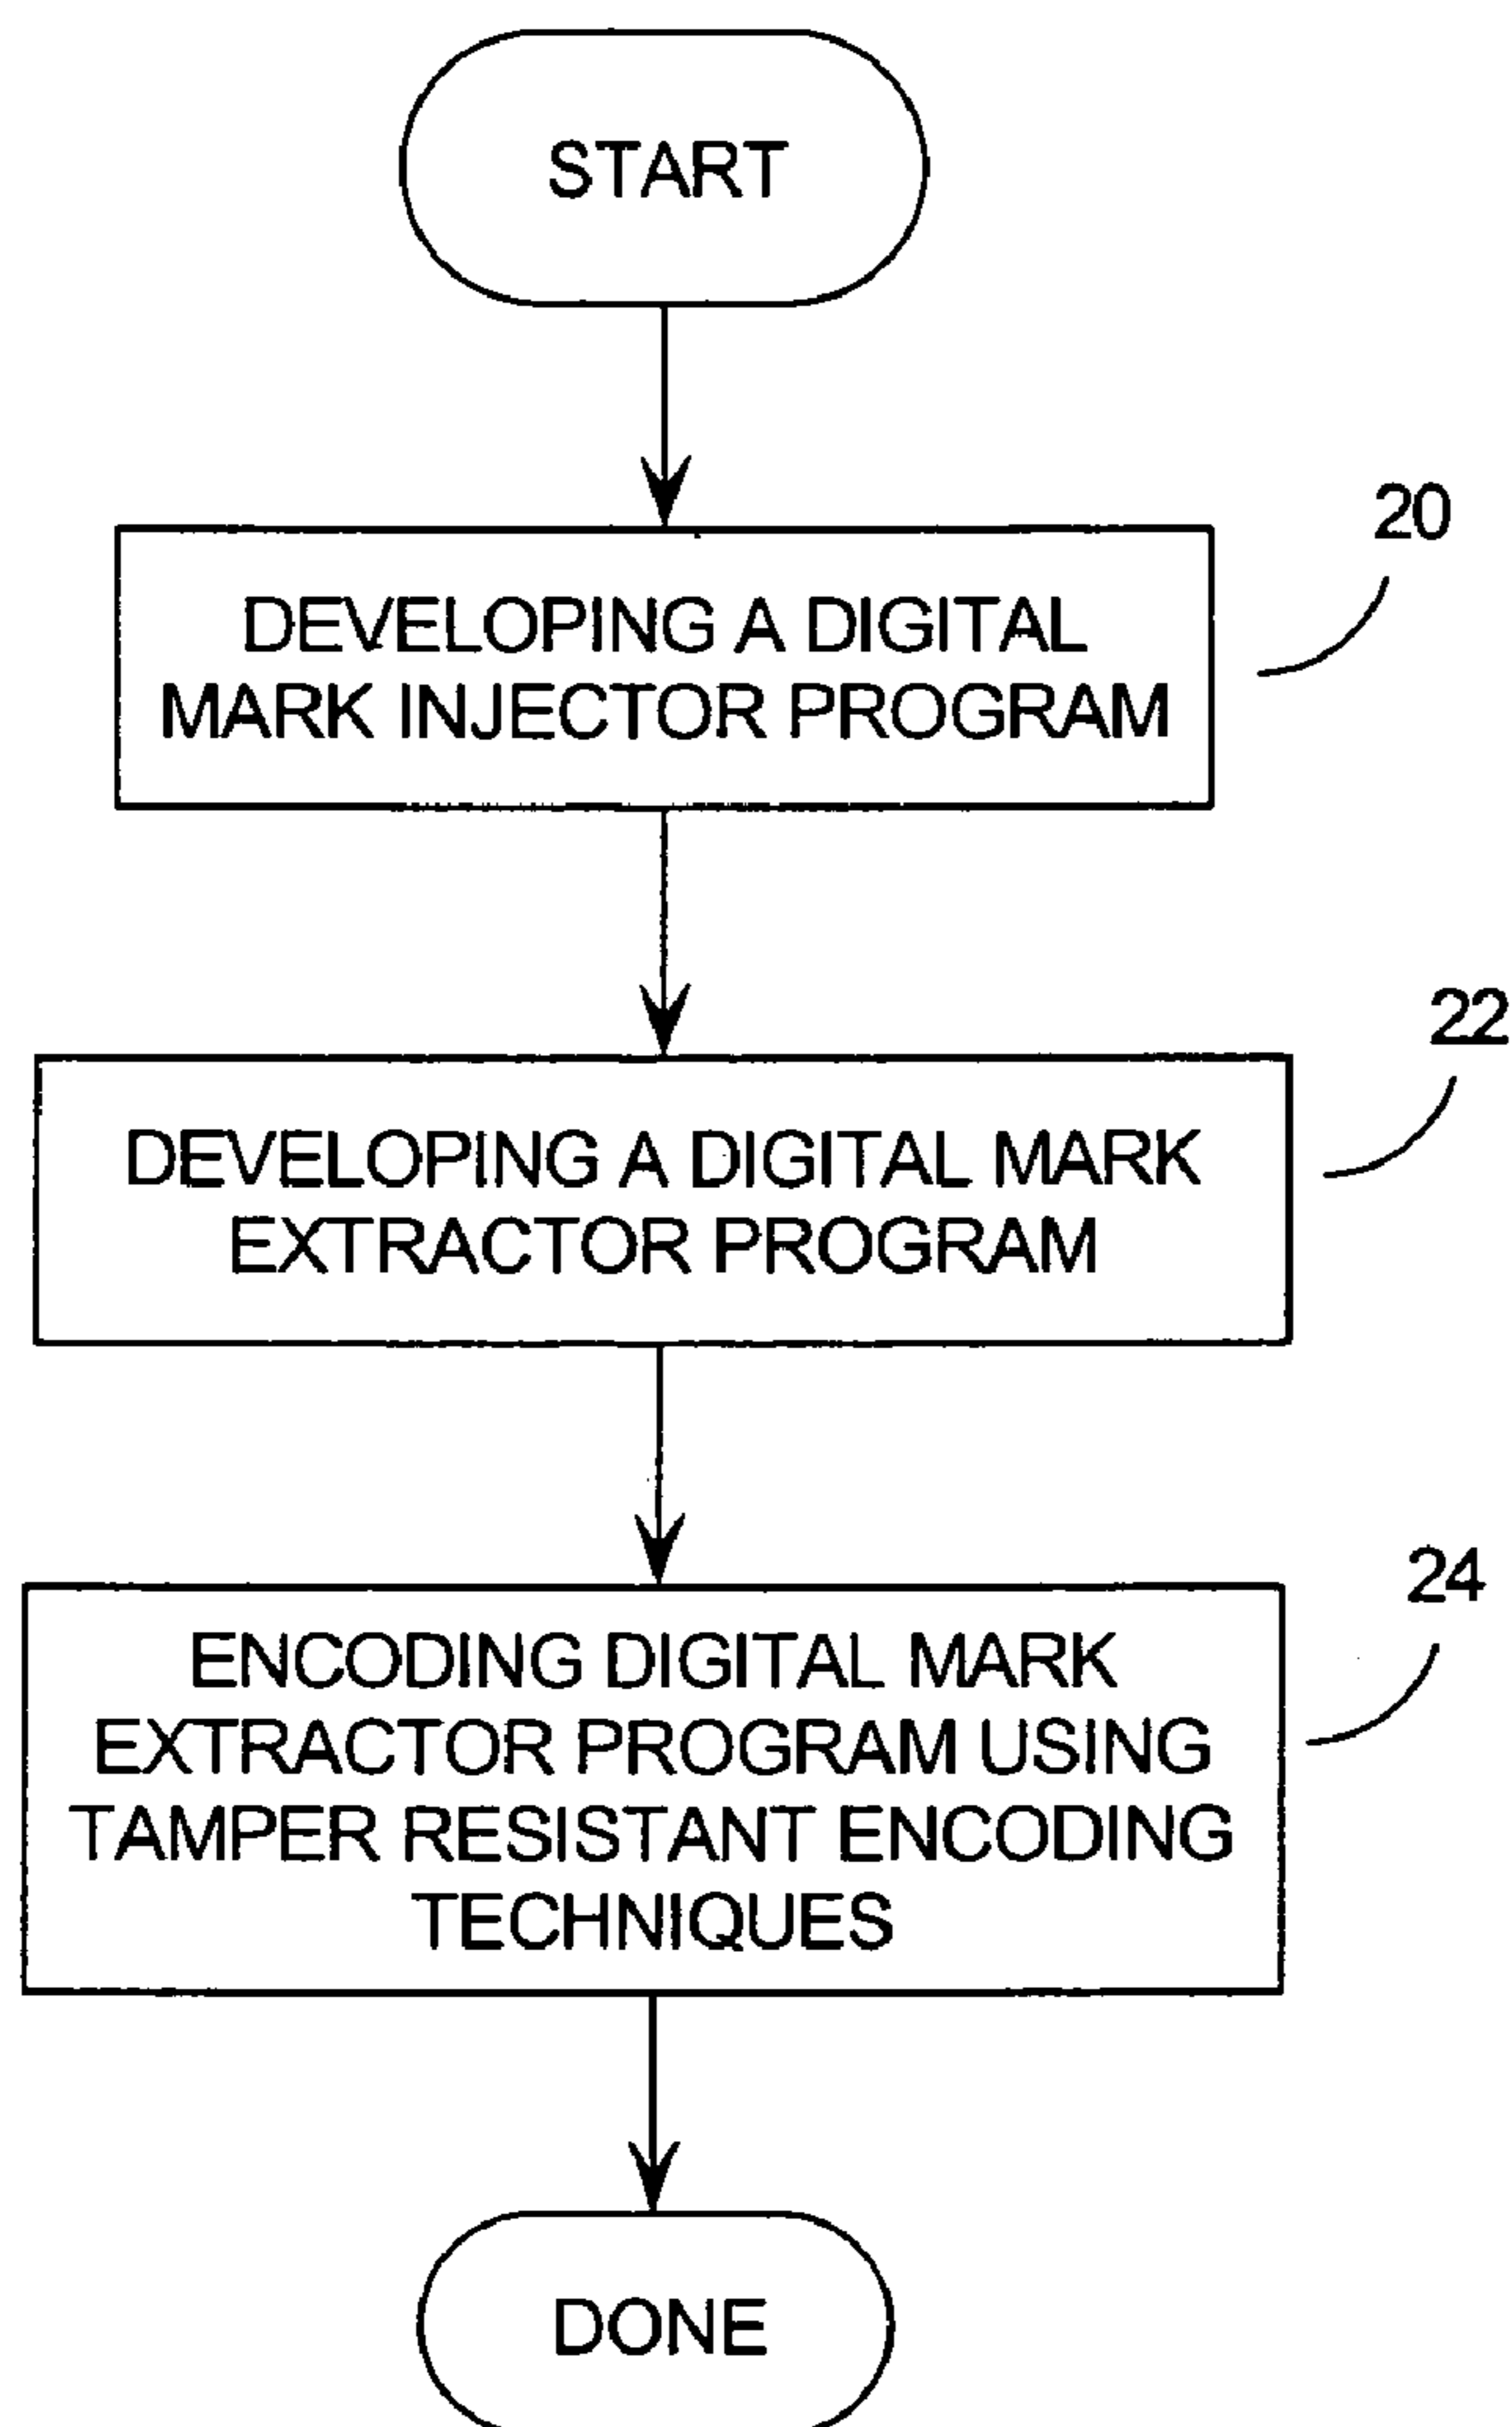 START
20
DEVELOPING A DIGITAL
MARK INJECTOR PROGRAM
22
DEVELOPING A DIGITAL MARK
EXTRACTOR PROGRAM
24
ENCODING DIGITAL MARK
EXTRACTOR PROGRAM USING
TAMPER RESISTANT ENCODING
TECHNIQUES
DONE